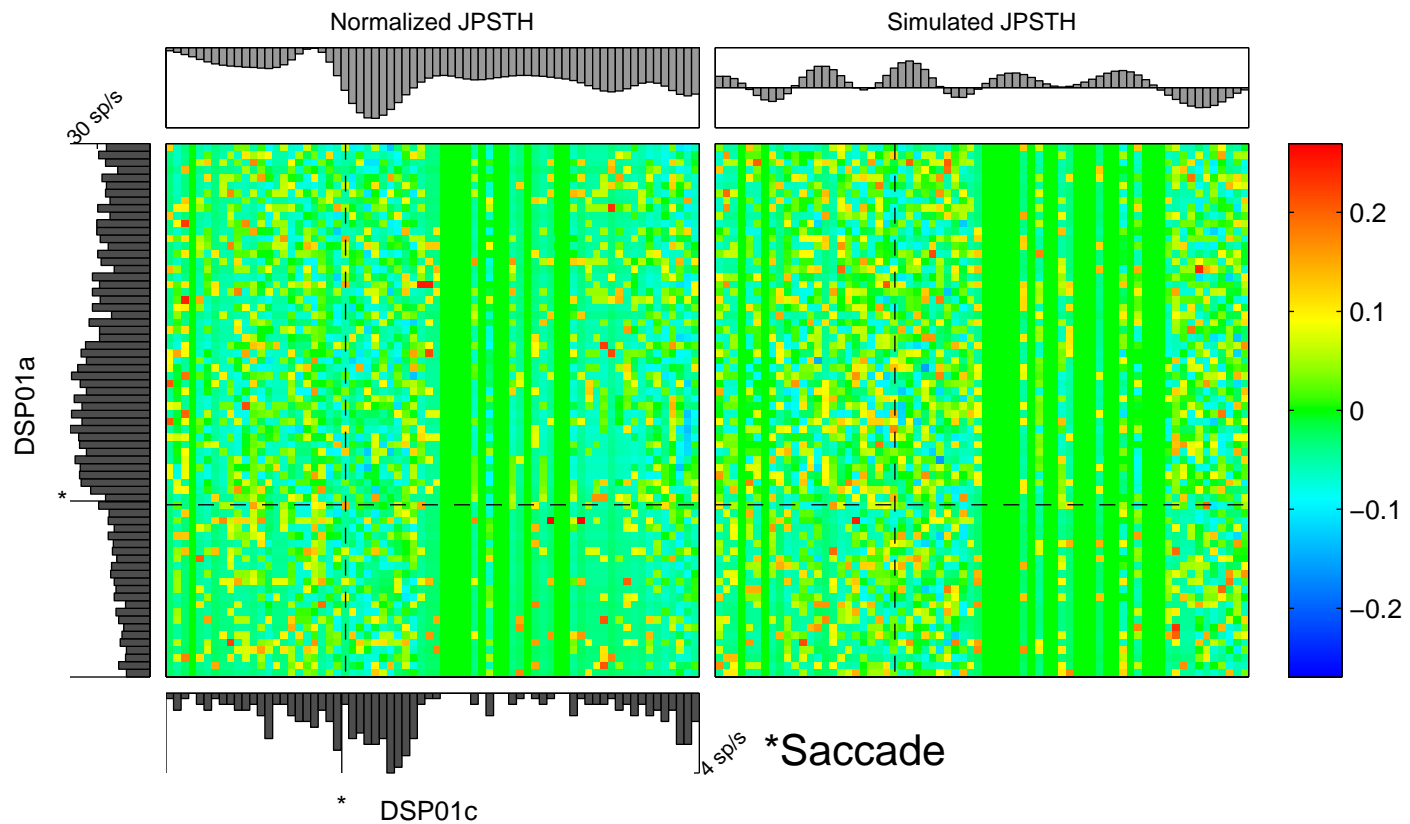 Normalized JPSTH
Simulated JPSTH
30 sp/s
DSP01a
*
0.2
0.1
0
−0.1
−0.2
4 sp/s
*Saccade
*
DSP01c